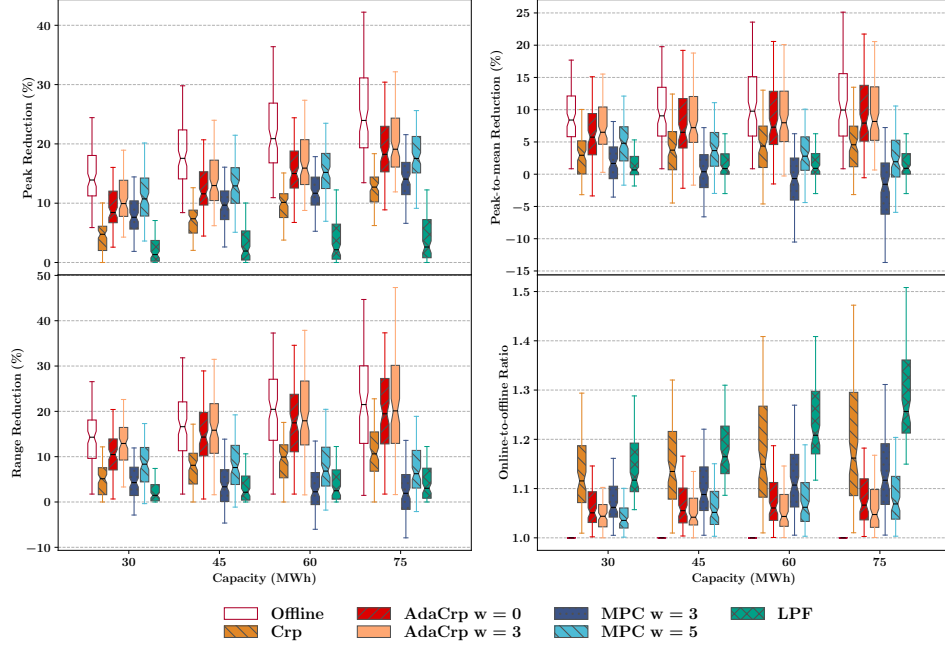 Peak Reduction (%)
40
30
20
10
0
Peak-to-mean Reduction (%)
25
20
15
10
5
0
−5
−10
−15
Range Reduction (%)
50
40
30
20
10
0
−10
30
45
60
75
Capacity (MWh)
Online-to-offline Ratio
1.5
1.4
1.3
1.2
1.1
1.0
30
45
60
75
Capacity (MWh)
Offline
AdaCrp w = 0
MPC w = 3
LPF
Crp
AdaCrp w = 3
MPC w = 5